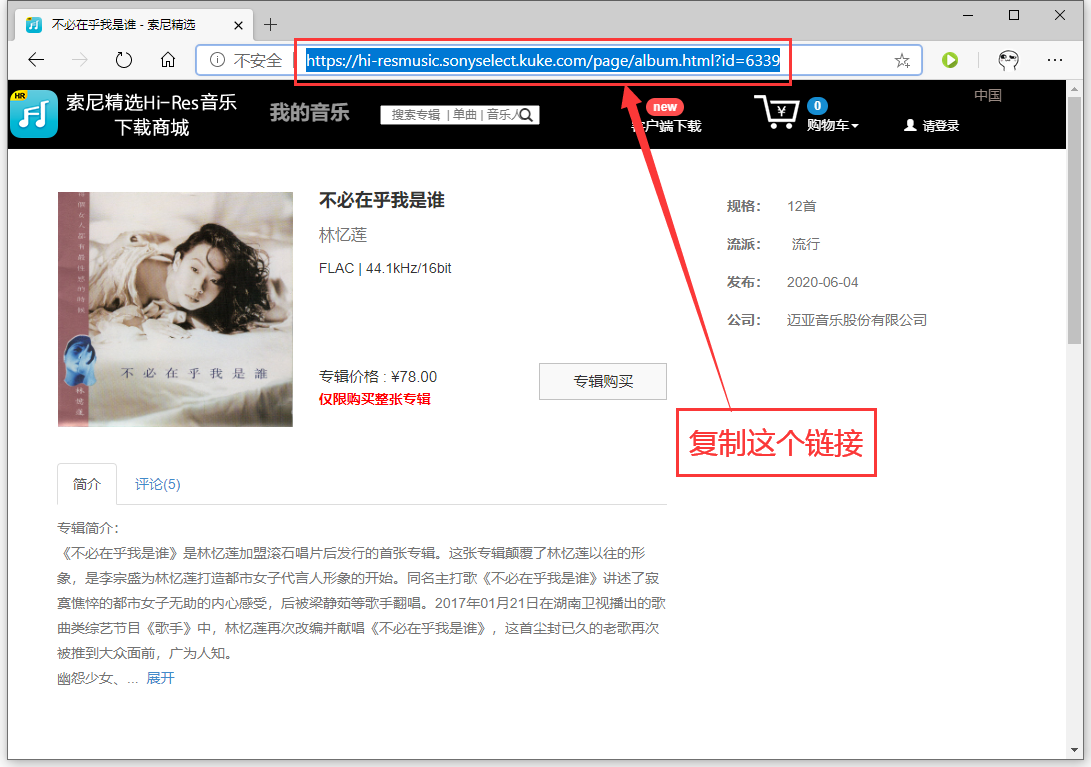 不必在乎我是谁 - 索尼精选
不安全
https://hi-resmusic.sonyselect.kuke.com/page/album.html?id=6339
HR
索尼精选Hi-Res音乐
下载商城
我的音乐
搜索专辑 | 单曲 | 音乐人
new
客户端下载
0
购物车
请登录
中国
不必在乎我是谁
林忆莲
FLAC | 44.1kHz/16bit
专辑价格 : ¥78.00
仅限购买整张专辑
专辑购买
规格: 12首
流派: 流行
发布: 2020-06-04
公司: 迈亚音乐股份有限公司
不必在乎我是誰
复制这个链接
简介
评论(5)
专辑简介:
《不必在乎我是谁》是林忆莲加盟滚石唱片后发行的首张专辑。这张专辑颠覆了林忆莲以往的形
象，是李宗盛为林忆莲打造都市女子代言人形象的开始。同名主打歌《不必在乎我是谁》讲述了寂
寞憔悴的都市女子无助的内心感受，后被梁静茹等歌手翻唱。2017年01月21日在湖南卫视播出的歌
曲类综艺节目《歌手》中，林忆莲再次改编并献唱《不必在乎我是谁》，这首尘封已久的老歌再次
被推到大众面前，广为人知。
幽怨少女、... 展开